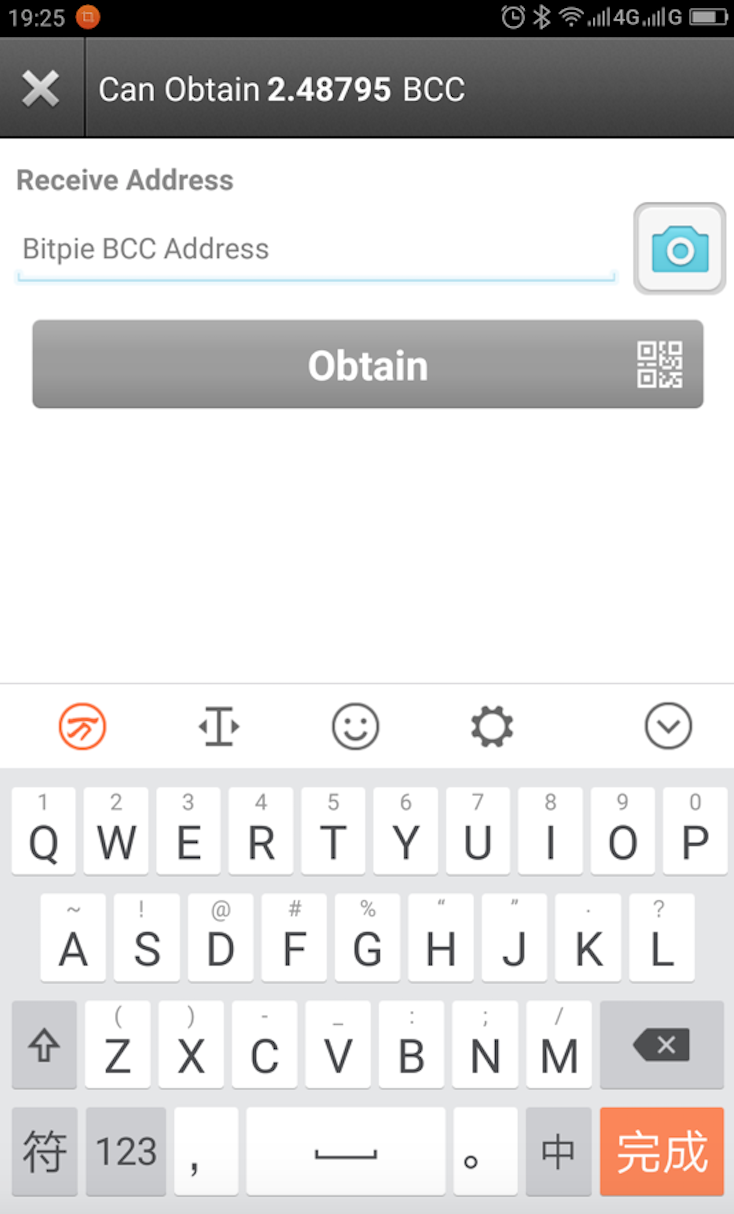 19:25 4G G
Can Obtain 2.48795 BCC
Receive Address
Bitpie BCC Address
Obtain
1 2 3 4 5 6 7 8 9 0
Q W E R T Y U I O P
~ ! @ # % “ ” · ?
A S D F G H J K L
( ) - _ : ; /
Z X C V B N M
符 123 , 。 中 完成